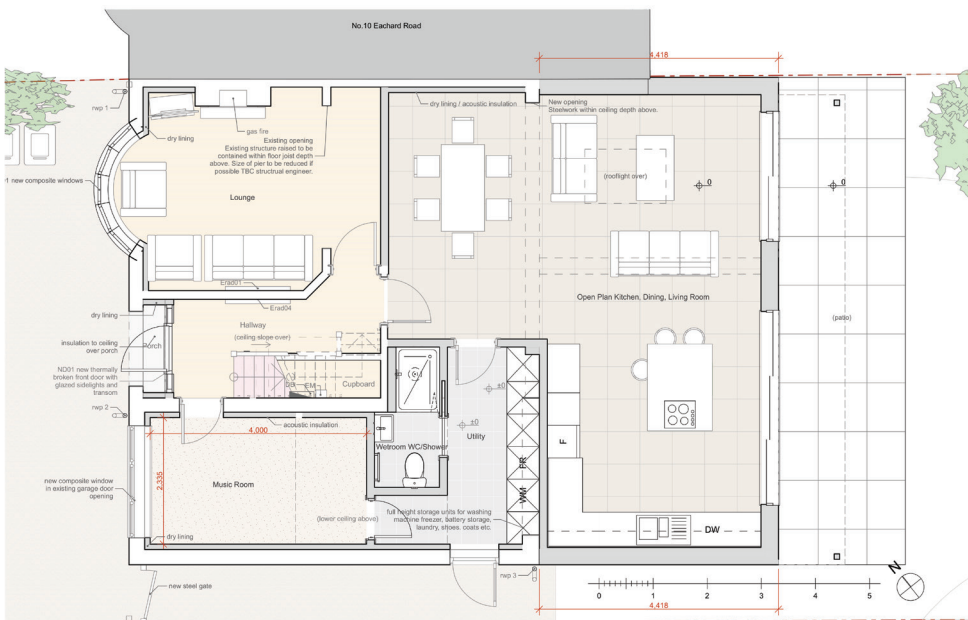 No.10 Eachard Road
4,418
rwp 1
dry lining / acoustic insulation
New opening
Steelwork within ceiling depth above.
dry lining
gas fire
Existing opening
Existing structure raised to be
contained within floor joist depth
above. Size of pier to be reduced if
possible TBC structrual engineer.
(rooflight over)
1 new composite windows
0
0
Lounge
Erad01
Erad04
Open Plan Kitchen, Dining, Living Room
dry lining
Hallway
(ceiling slope over)
(patio)
insulation to ceiling
over porch
Porch
ND01 new thermally
broken front door with
glazed sidelights and
transom
EM
Cupboard
±0
rwp 2
acoustic insulation
4,000
±0
Utility
F
Wetroom WC/Shower
2,335
FR
new composite window
in existing garage door
opening
Music Room
WM
(lower ceiling above)
full height storage units for washing
machine freezer, battery storage,
laundry, shoes, coats etc.
DW
dry lining
rwp 3
N
new steel gate
0 1 2 3 4 5
4,418